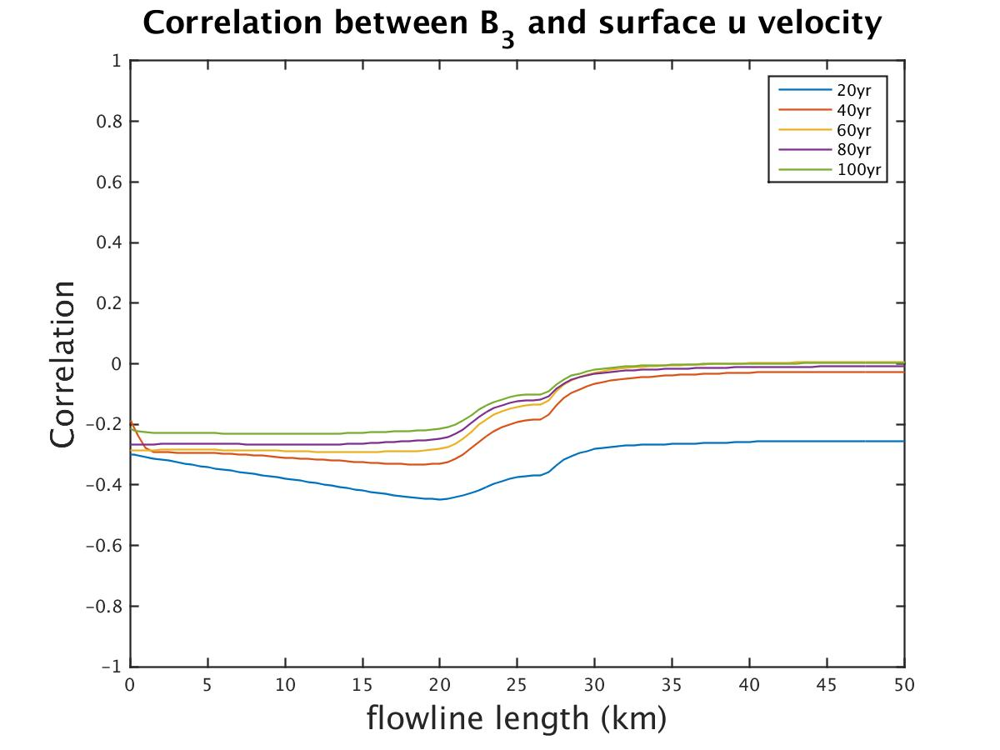 Correlation between B3 and surface u velocity
1
0.8
0.6
0.4
0.2
0
−0.2
−0.4
−0.6
−0.8
−1
Correlation
20yr
40yr
60yr
80yr
100yr
0 5 10 15 20 25 30 35 40 45 50
flowline length (km)